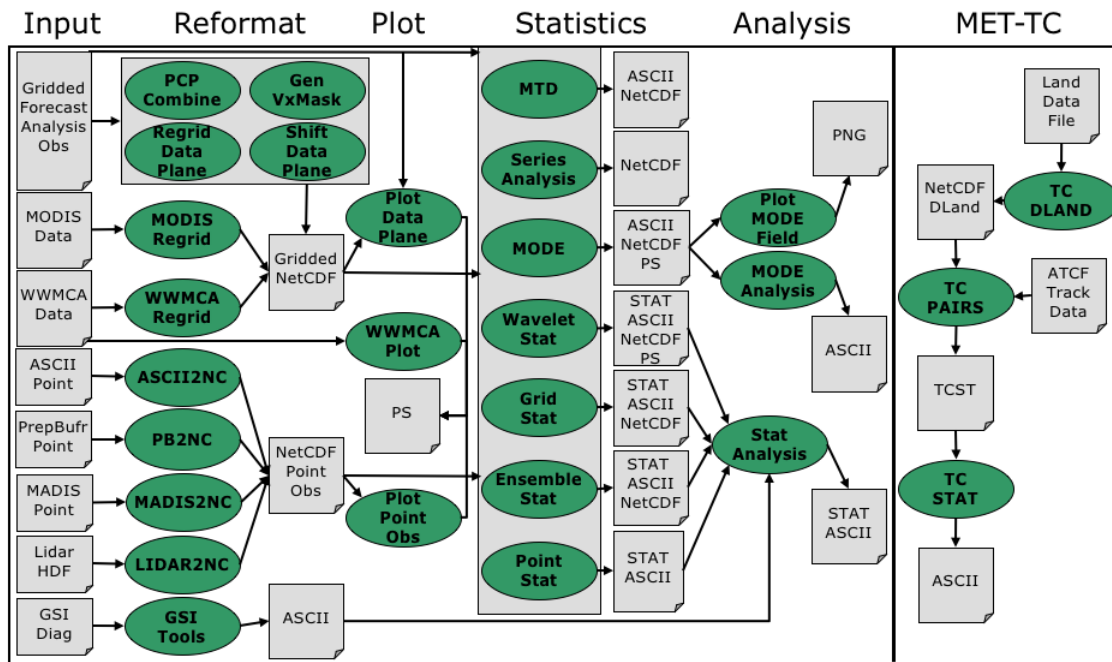 Input
Reformat
Plot
Statistics
Analysis
MET-TC
Gridded
Forecast
Analysis
Obs
MODIS
Data
WWMCA
Data
ASCII
Point
PrepBufr
Point
MADIS
Point
Lidar
HDF
GSI
Diag
PCP
Combine
Gen
VxMask
Regrid
Data
Plane
Shift
Data
Plane
MODIS
Regrid
WWMCA
Regrid
ASCII2NC
PB2NC
MADIS2NC
LIDAR2NC
GSI
Tools
Gridded
NetCDF
NetCDF
Point
Obs
ASCII
Plot
Data
Plane
WWMCA
Plot
PS
Plot
Point
Obs
MTD
Series
Analysis
MODE
Wavelet
Stat
Grid
Stat
Ensemble
Stat
Point
Stat
ASCII
NetCDF
NetCDF
ASCII
NetCDF
PS
STAT
ASCII
NetCDF
PS
STAT
ASCII
NetCDF
STAT
ASCII
NetCDF
STAT
ASCII
PNG
Plot
MODE
Field
MODE
Analysis
ASCII
Stat
Analysis
STAT
ASCII
Land
Data
File
NetCDF
DLand
TC
DLAND
TC
PAIRS
ATCF
Track
Data
TCST
TC
STAT
ASCII